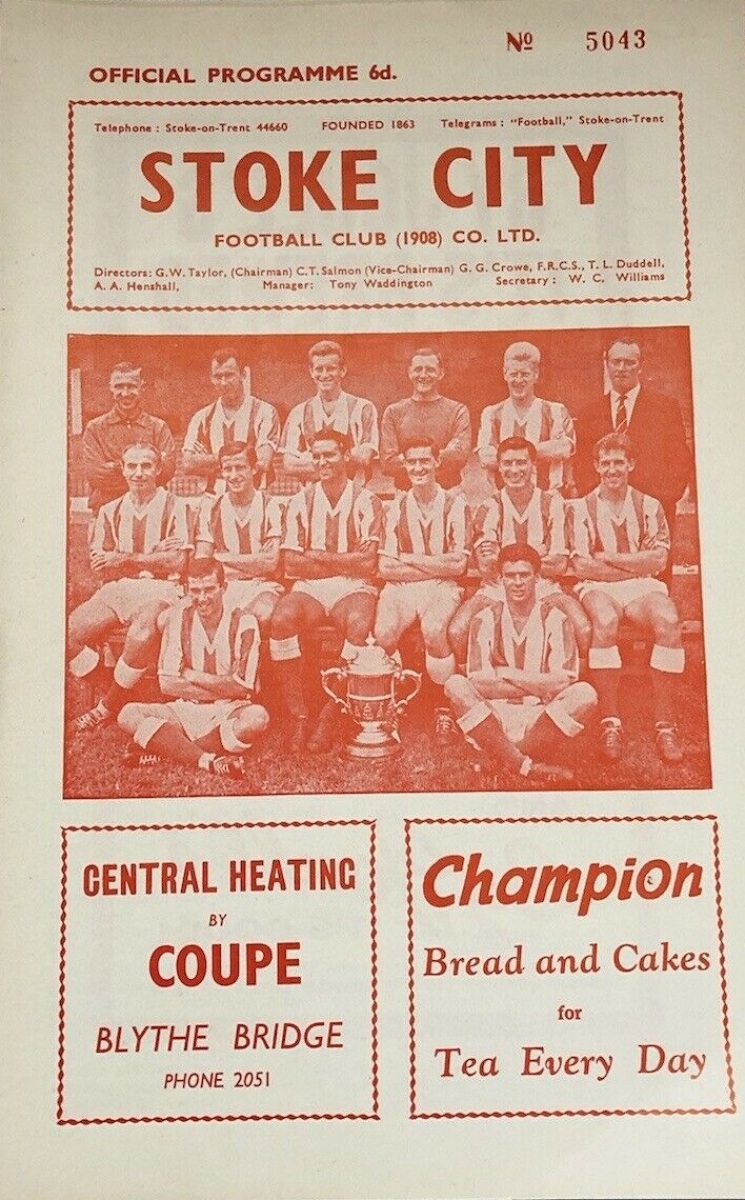 Nº 5043
OFFICIAL PROGRAMME 6d.
Telephone : Stoke-on-Trent 44660 FOUNDED 1863 Telegrams : "Football," Stoke-on-Trent
STOKE CITY
FOOTBALL CLUB (1908) CO. LTD.
Directors: G.W. Taylor, (Chairman) C.T. Salmon (Vice-Chairman) G. G. Crowe, F.R.C.S., T. L. Duddell,
A. A. Henshall, Manager: Tony Waddington Secretary: W. C. Williams
CENTRAL HEATING
BY
COUPE
BLYTHE BRIDGE
PHONE 2051
Champion
Bread and Cakes
for
Tea Every Day